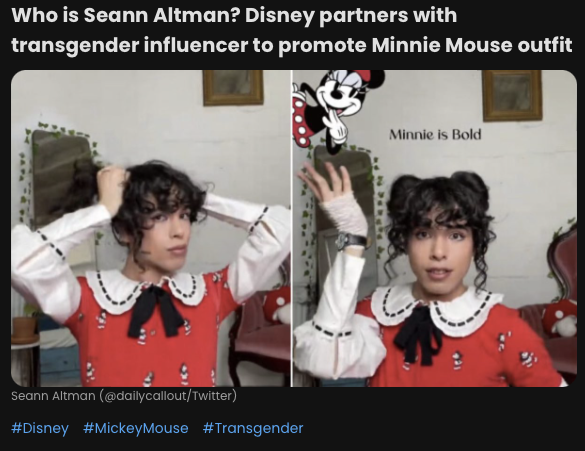 Who is Seann Altman? Disney partners with
transgender influencer to promote Minnie Mouse outfit
Minnie is Bold
Seann Altman (@dailycallout/Twitter)
#Disney #MickeyMouse #Transgender